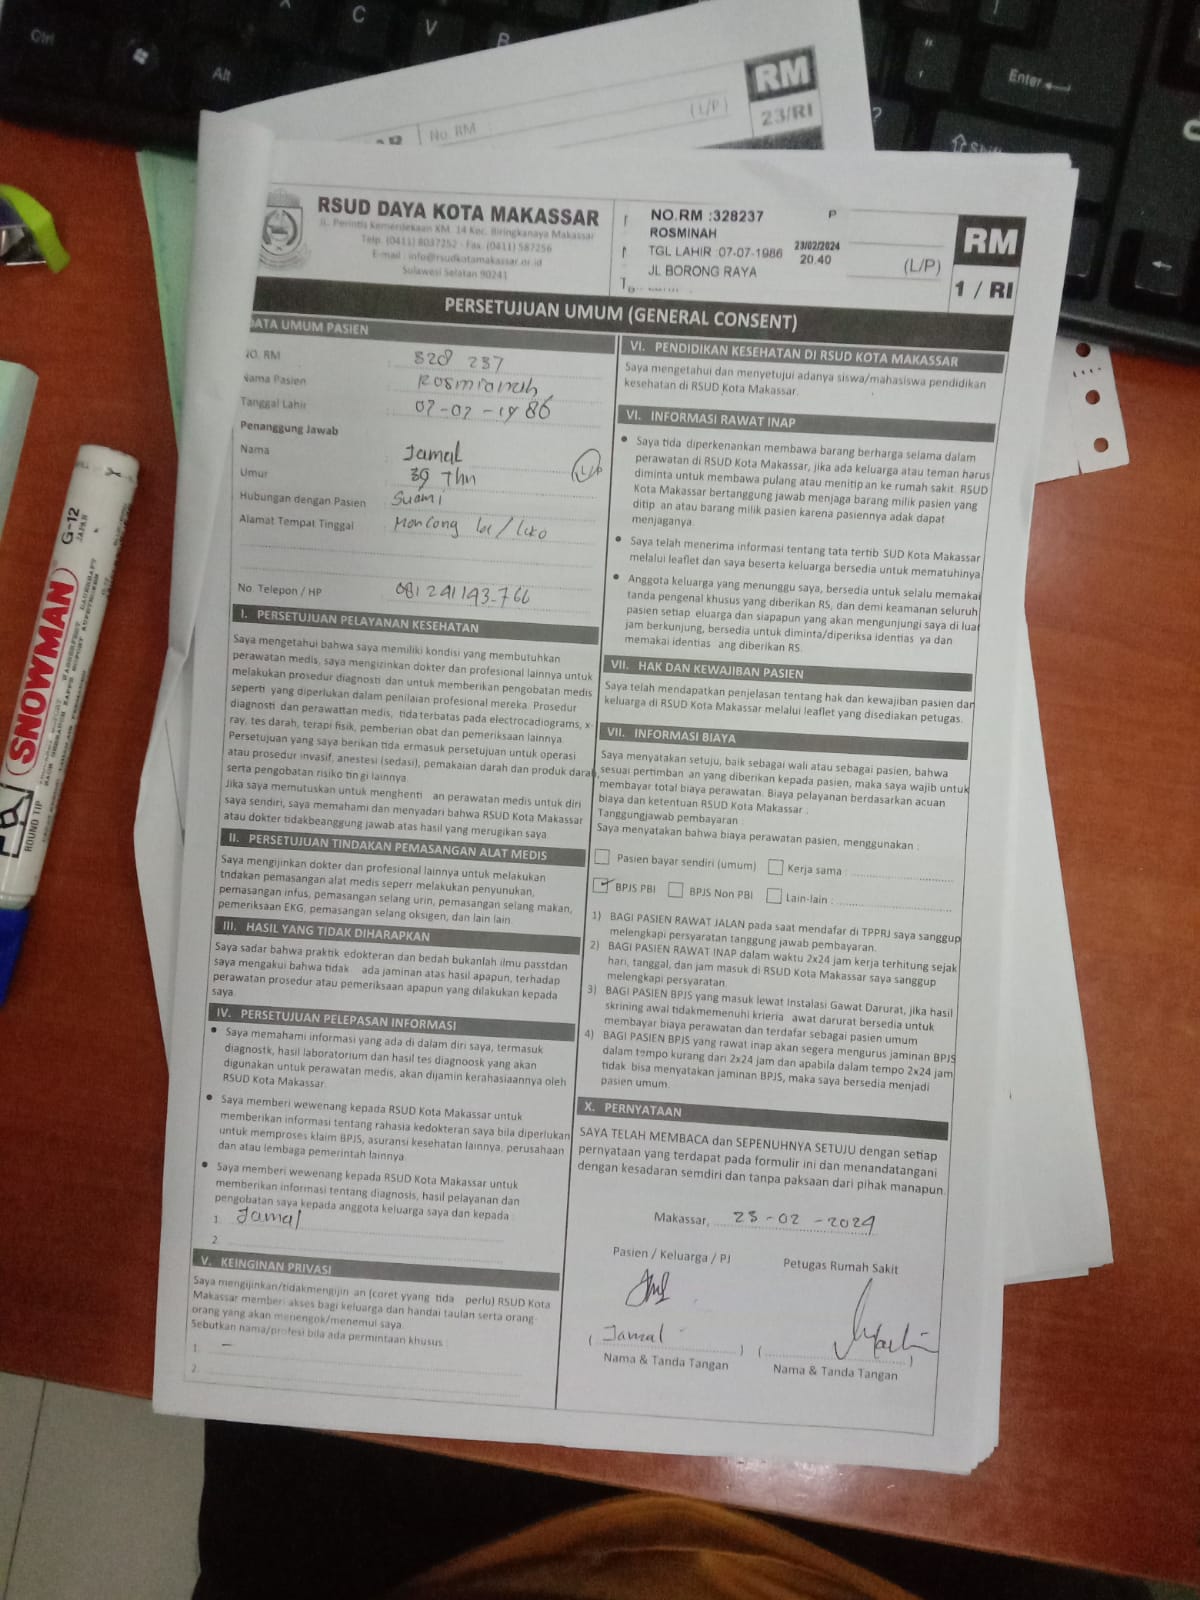 Ctrl
Alt
X
C
V
B
Enter
Shift
RM
23/RI
No. RM :
(L/P)
RSUD DAYA KOTA MAKASSAR
JL. Perintis Kemerdekaan KM. 14 Kec. Biringkanaya Makassar
Telp. (0411) 8037252 - Fax. (0411) 587256
E-mail : info@rsudkotamakassar.or.id
Sulawesi Selatan 90241
NO.RM :328237 P
ROSMINAH
TGL LAHIR 07-07-1986 23/02/2024
20.40
JL BORONG RAYA
(L/P)
RM
1 / RI
PERSETUJUAN UMUM (GENERAL CONSENT)
DATA UMUM PASIEN
NO. RM : 328 237
Nama Pasien :
Tanggal Lahir : 07-07-1986
Penanggung Jawab
Nama : Jamal (L/P)
Umur : 39 Thn
Hubungan dengan Pasien : Suami
Alamat Tempat Tinggal : Moncong
No. Telepon / HP : 081 241193-766
I. PERSETUJUAN PELAYANAN KESEHATAN
Saya mengetahui bahwa saya memiliki kondisi yang membutuhkan
perawatan medis, saya mengizinkan dokter dan profesional lainnya untuk
melakukan prosedur diagnosti dan untuk memberikan pengobatan medis
seperti yang diperlukan dalam penilaian profesional mereka. Prosedur
diagnosti dan perawattan medis, tida terbatas pada electrocadiograms, x-
ray, tes darah, terapi fisik, pemberian obat dan pemeriksaan lainnya.
Persetujuan yang saya berikan tida ermasuk persetujuan untuk operasi
atau prosedur invasif, anestesi (sedasi), pemakaian darah dan produk darah,
serta pengobatan risiko tin gi lainnya.
Jika saya memutuskan untuk menghenti an perawatan medis untuk diri
saya sendiri, saya memahami dan menyadari bahwa RSUD Kota Makassar
atau dokter tidakbeanggung jawab atas hasil yang merugikan saya.
II. PERSETUJUAN TINDAKAN PEMASANGAN ALAT MEDIS
Saya mengijinkan dokter dan profesional lainnya untuk melakukan
tndakan pemasangan alat medis seperr melakukan penyunukan,
pemasangan infus, pemasangan selang urin, pemasangan selang makan,
pemeriksaan EKG, pemasangan selang oksigen, dan lain lain.
III. HASIL YANG TIDAK DIHARAPKAN
Saya sadar bahwa praktik edokteran dan bedah bukanlah ilmu passtdan
saya mengakui bahwa tidak ada jaminan atas hasil apapun, terhadap
perawatan prosedur atau pemeriksaan apapun yang dilakukan kepada
saya.
IV. PERSETUJUAN PELEPASAN INFORMASI
• Saya memahami informasi yang ada di dalam diri saya, termasuk
diagnostk, hasil laboratorium dan hasil tes diagnoosk yang akan
digunakan untuk perawatan medis, akan dijamin kerahasiaannya oleh
RSUD Kota Makassar.
• Saya memberi wewenang kepada RSUD Kota Makassar untuk
memberikan informasi tentang rahasia kedokteran saya bila diperlukan
untuk memproses klaim BPJS, asuransi kesehatan lainnya, perusahaan
dan atau lembaga pemerintah lainnya.
• Saya memberi wewenang kepada RSUD Kota Makassar untuk
memberikan informasi tentang diagnosis, hasil pelayanan dan
pengobatan saya kepada anggota keluarga saya dan kepada :
1. Jamal
2.
V. KEINGINAN PRIVASI
Saya mengijinkan/tidakmengijin an (coret yyang tida perlu) RSUD Kota
Makassar memberi akses bagi keluarga dan handai taulan serta orang-
orang yang akan menengok/menemui saya.
Sebutkan nama/profesi bila ada permintaan khusus :
1. –
2.
VI. PENDIDIKAN KESEHATAN DI RSUD KOTA MAKASSAR
Saya mengetahui dan menyetujui adanya siswa/mahasiswa pendidikan
kesehatan di RSUD Kota Makassar.
VI. INFORMASI RAWAT INAP
• Saya tida diperkenankan membawa barang berharga selama dalam
perawatan di RSUD Kota Makassar, jika ada keluarga atau teman harus
diminta untuk membawa pulang atau menitip an ke rumah sakit. RSUD
Kota Makassar bertanggung jawab menjaga barang milik pasien yang
ditip an atau barang milik pasien karena pasiennya adak dapat
menjaganya.
• Saya telah menerima informasi tentang tata tertib SUD Kota Makassar
melalui leaflet dan saya beserta keluarga bersedia untuk mematuhinya
• Anggota keluarga yang menunggu saya, bersedia untuk selalu memakai
tanda pengenal khusus yang diberikan RS, dan demi keamanan seluruh
pasien setiap eluarga dan siapapun yang akan mengunjungi saya di luar
jam berkunjung, bersedia untuk diminta/diperiksa identias ya dan
memakai identias ang diberikan RS.
VII. HAK DAN KEWAJIBAN PASIEN
Saya telah mendapatkan penjelasan tentang hak dan kewajiban pasien dan
keluarga di RSUD Kota Makassar melalui leaflet yang disediakan petugas.
VII. INFORMASI BIAYA
Saya menyatakan setuju, baik sebagai wali atau sebagai pasien, bahwa
sesuai pertimban an yang diberikan kepada pasien, maka saya wajib untuk
membayar total biaya perawatan. Biaya pelayanan berdasarkan acuan
biaya dan ketentuan RSUD Kota Makassar :
Tanggungjawab pembayaran :
Saya menyatakan bahwa biaya perawatan pasien, menggunakan :
Pasien bayar sendiri (umum) Kerja sama :
BPJS PBI BPJS Non PBI Lain-lain :
1) BAGI PASIEN RAWAT JALAN pada saat mendafar di TPPRJ saya sanggup
melengkapi persyaratan tanggung jawab pembayaran.
2) BAGI PASIEN RAWAT INAP dalam waktu 2x24 jam kerja terhitung sejak
hari, tanggal, dan jam masuk di RSUD Kota Makassar saya sanggup
melengkapi persyaratan.
3) BAGI PASIEN BPJS yang masuk lewat Instalasi Gawat Darurat, jika hasil
skrining awal tidakmemenuhi krieria awat darurat bersedia untuk
membayar biaya perawatan dan terdafar sebagai pasien umum
4) BAGI PASIEN BPJS yang rawat inap akan segera mengurus jaminan BPJS
dalam tempo kurang dari 2x24 jam dan apabila dalam tempo 2x24 jam
tidak bisa menyatakan jaminan BPJS, maka saya bersedia menjadi
pasien umum.
X. PERNYATAAN
SAYA TELAH MEMBACA dan SEPENUHNYA SETUJU dengan setiap
pernyataan yang terdapat pada formulir ini dan menandatangani
dengan kesadaran semdiri dan tanpa paksaan dari pihak manapun.
Makassar, 23-02-2024
Pasien / Keluarga / PJ Petugas Rumah Sakit
( Jamal ) ( )
Nama & Tanda Tangan Nama & Tanda Tangan
SNOWMAN
G-12
JAPAN
ROUND TIP